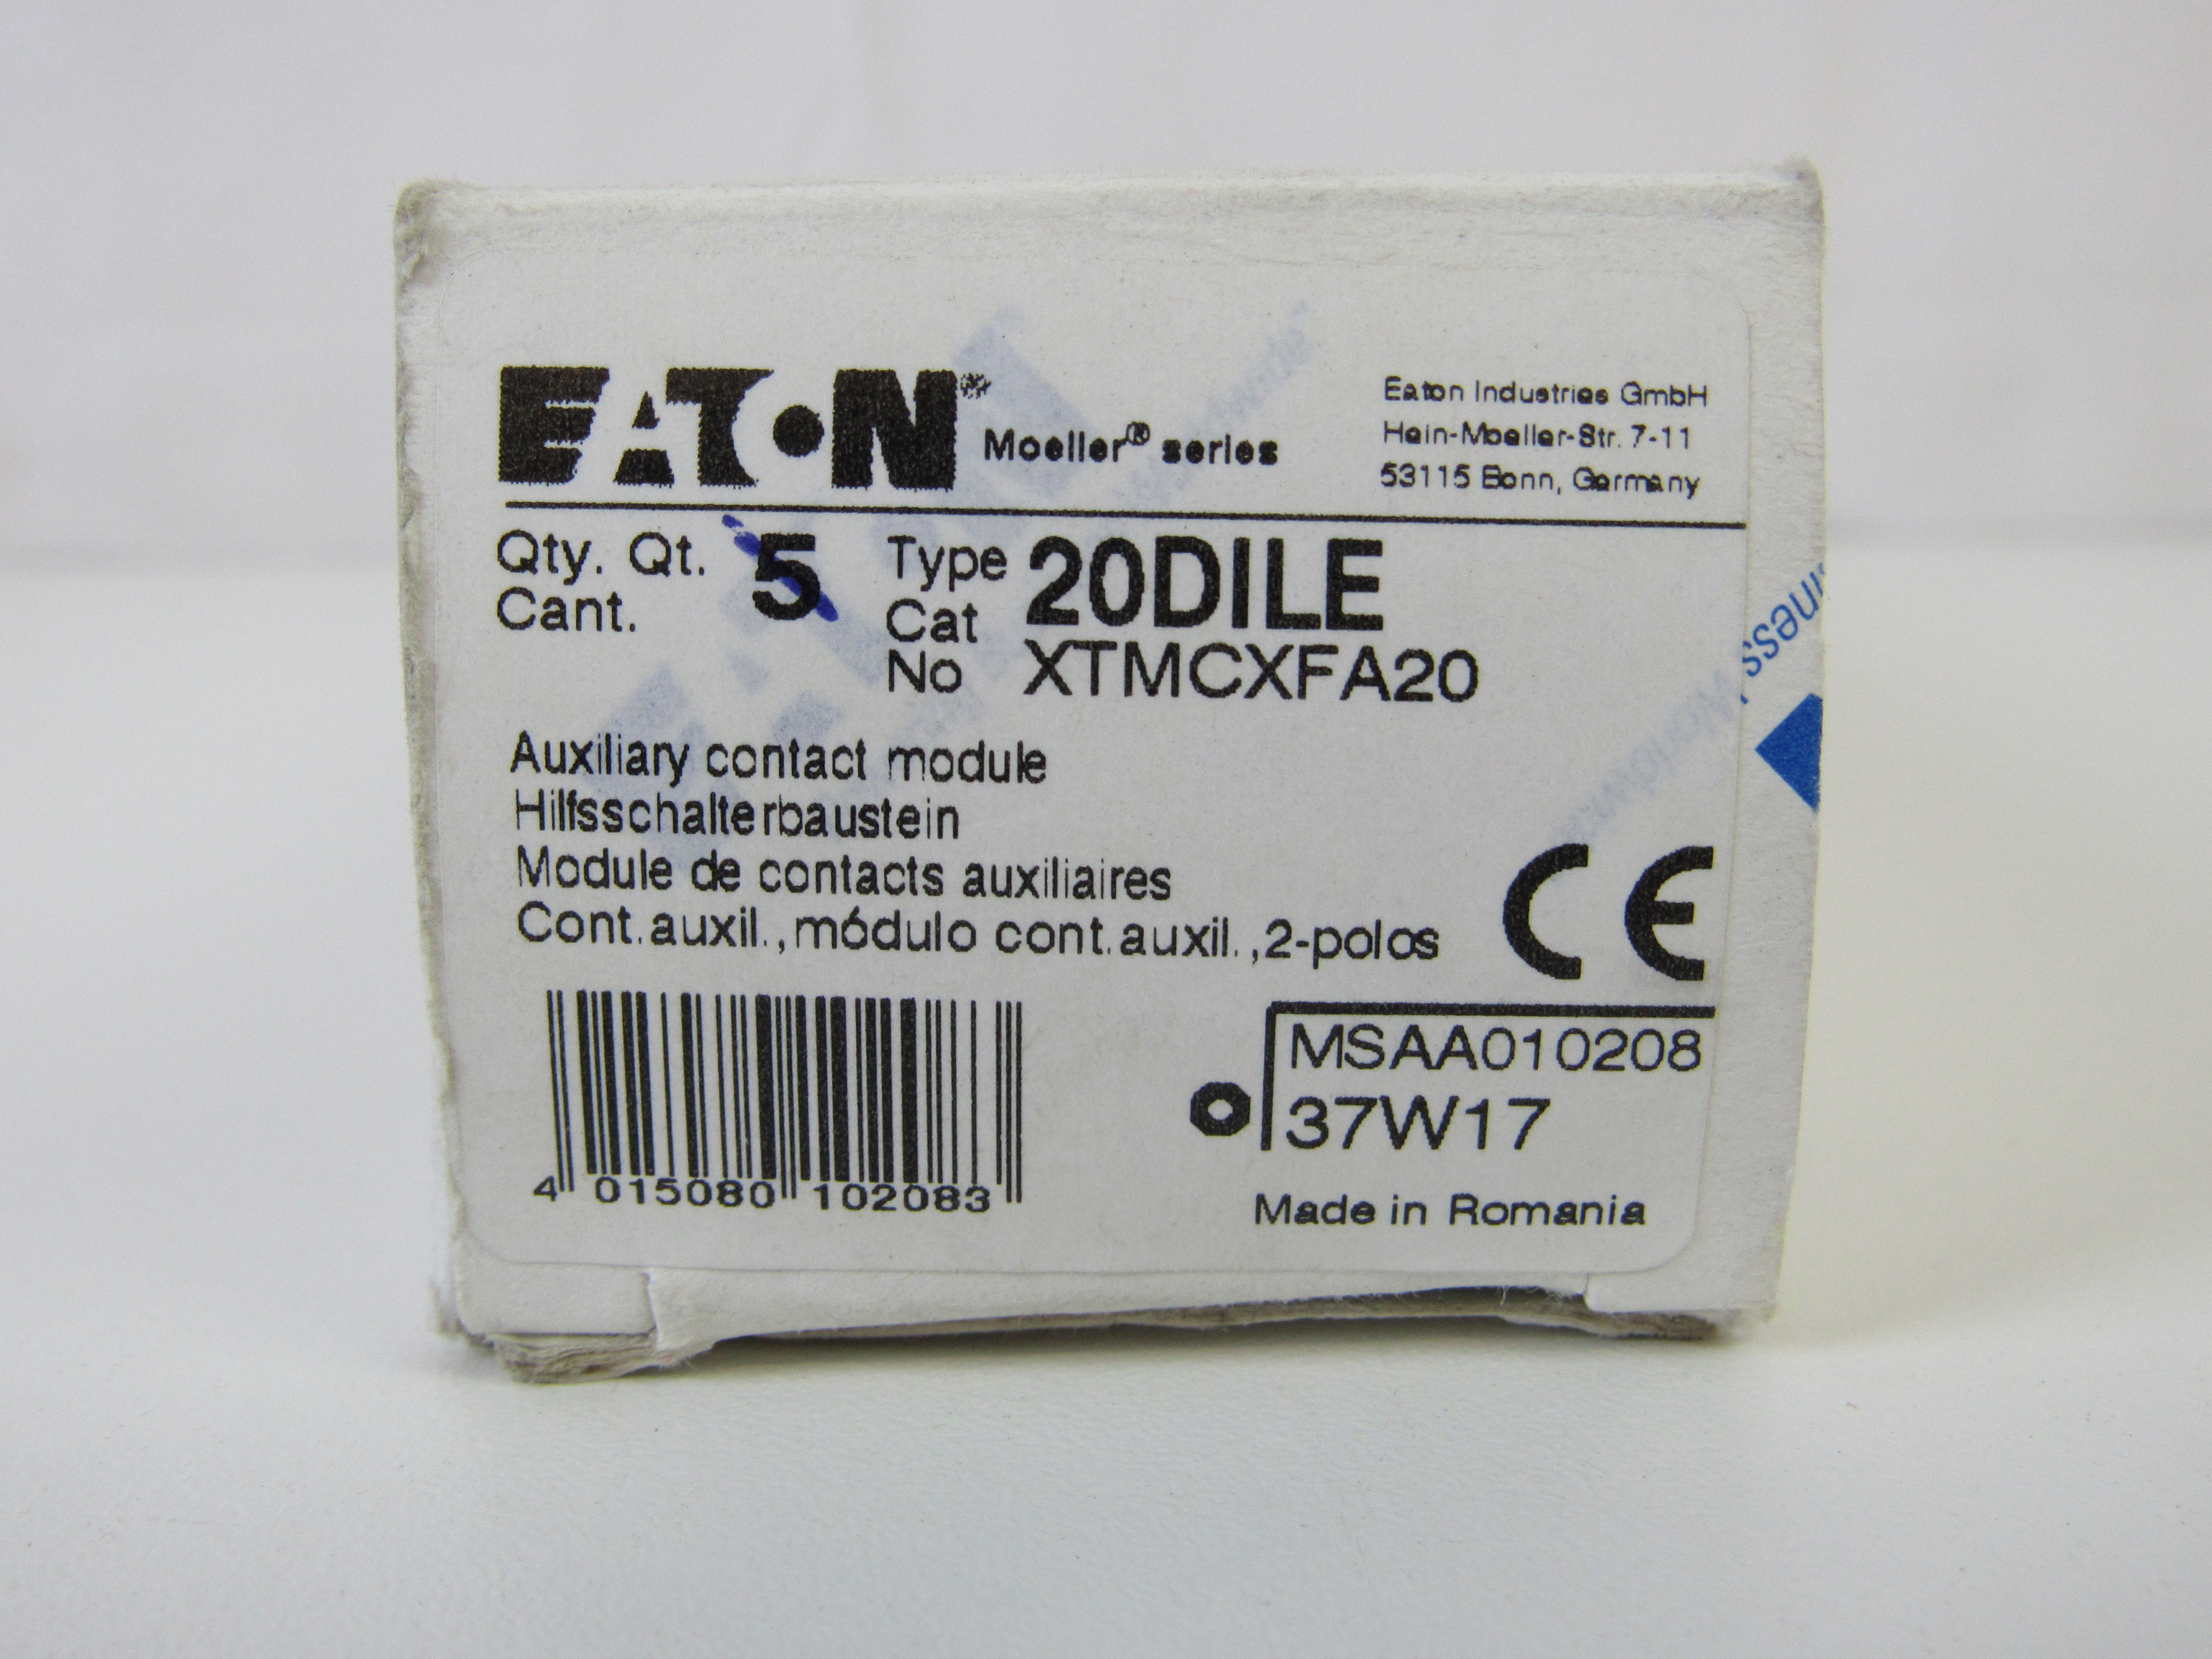 EATON® Moeller® series
Eaton Industries GmbH
Hein-Moeller-Str. 7-11
53115 Bonn, Germany
Qty. Qt. 5
Cant.
Type 20DILE
Cat
No XTMCXFA20
Auxiliary contact module
Hilfsschalterbaustein
Module de contacts auxiliaires
Cont.auxil.,módulo cont.auxil.,2-polos
CE
MSAA010208
37W17
4 015080 102083
Made in Romania